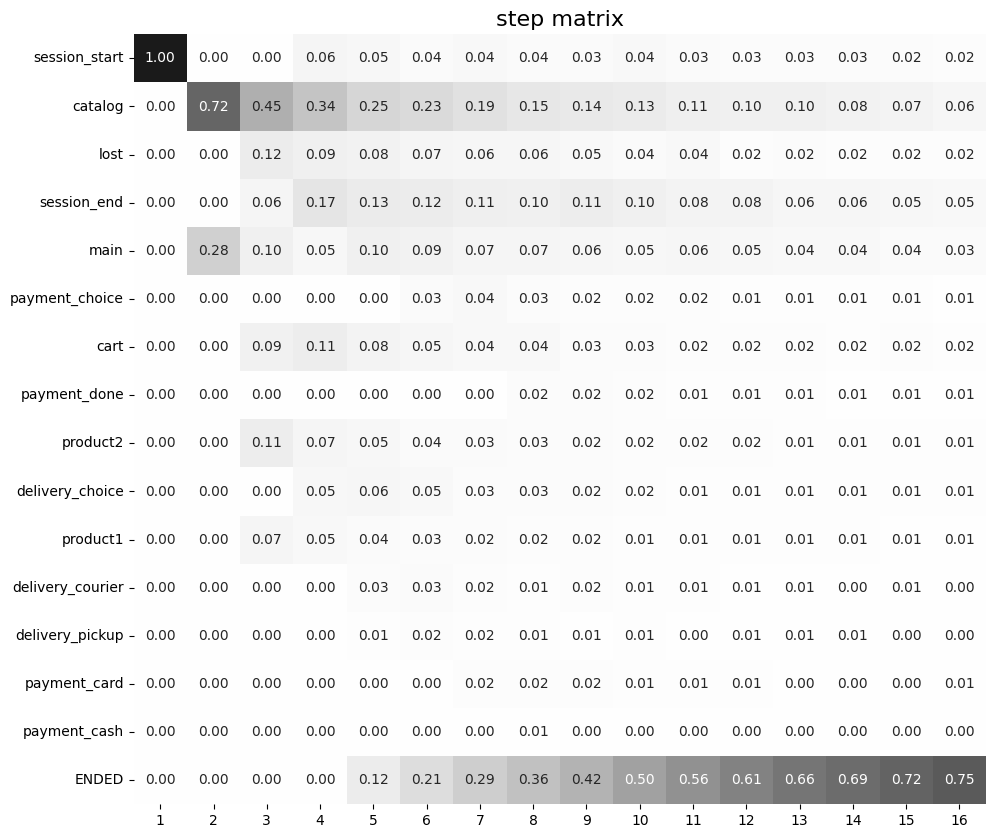 step matrix
session_start 1.00 0.00 0.00 0.06 0.05 0.04 0.04 0.04 0.03 0.04 0.03 0.03 0.03 0.03 0.02 0.02
catalog 0.00 0.72 0.45 0.34 0.25 0.23 0.19 0.15 0.14 0.13 0.11 0.10 0.10 0.08 0.07 0.06
lost 0.00 0.00 0.12 0.09 0.08 0.07 0.06 0.06 0.05 0.04 0.04 0.02 0.02 0.02 0.02 0.02
session_end 0.00 0.00 0.06 0.17 0.13 0.12 0.11 0.10 0.11 0.10 0.08 0.08 0.06 0.06 0.05 0.05
main 0.00 0.28 0.10 0.05 0.10 0.09 0.07 0.07 0.06 0.05 0.06 0.05 0.04 0.04 0.04 0.03
payment_choice 0.00 0.00 0.00 0.00 0.00 0.03 0.04 0.03 0.02 0.02 0.02 0.01 0.01 0.01 0.01 0.01
cart 0.00 0.00 0.09 0.11 0.08 0.05 0.04 0.04 0.03 0.03 0.02 0.02 0.02 0.02 0.02 0.02
payment_done 0.00 0.00 0.00 0.00 0.00 0.00 0.00 0.02 0.02 0.02 0.01 0.01 0.01 0.01 0.01 0.01
product2 0.00 0.00 0.11 0.07 0.05 0.04 0.03 0.03 0.02 0.02 0.02 0.02 0.01 0.01 0.01 0.01
delivery_choice 0.00 0.00 0.00 0.05 0.06 0.05 0.03 0.03 0.02 0.02 0.01 0.01 0.01 0.01 0.01 0.01
product1 0.00 0.00 0.07 0.05 0.04 0.03 0.02 0.02 0.02 0.01 0.01 0.01 0.01 0.01 0.01 0.01
delivery_courier 0.00 0.00 0.00 0.00 0.03 0.03 0.02 0.01 0.02 0.01 0.01 0.01 0.01 0.00 0.01 0.00
delivery_pickup 0.00 0.00 0.00 0.00 0.01 0.02 0.02 0.01 0.01 0.01 0.00 0.01 0.01 0.01 0.00 0.00
payment_card 0.00 0.00 0.00 0.00 0.00 0.00 0.02 0.02 0.02 0.01 0.01 0.01 0.00 0.00 0.00 0.01
payment_cash 0.00 0.00 0.00 0.00 0.00 0.00 0.00 0.01 0.00 0.00 0.00 0.00 0.00 0.00 0.00 0.00
ENDED 0.00 0.00 0.00 0.00 0.12 0.21 0.29 0.36 0.42 0.50 0.56 0.61 0.66 0.69 0.72 0.75
1 2 3 4 5 6 7 8 9 10 11 12 13 14 15 16